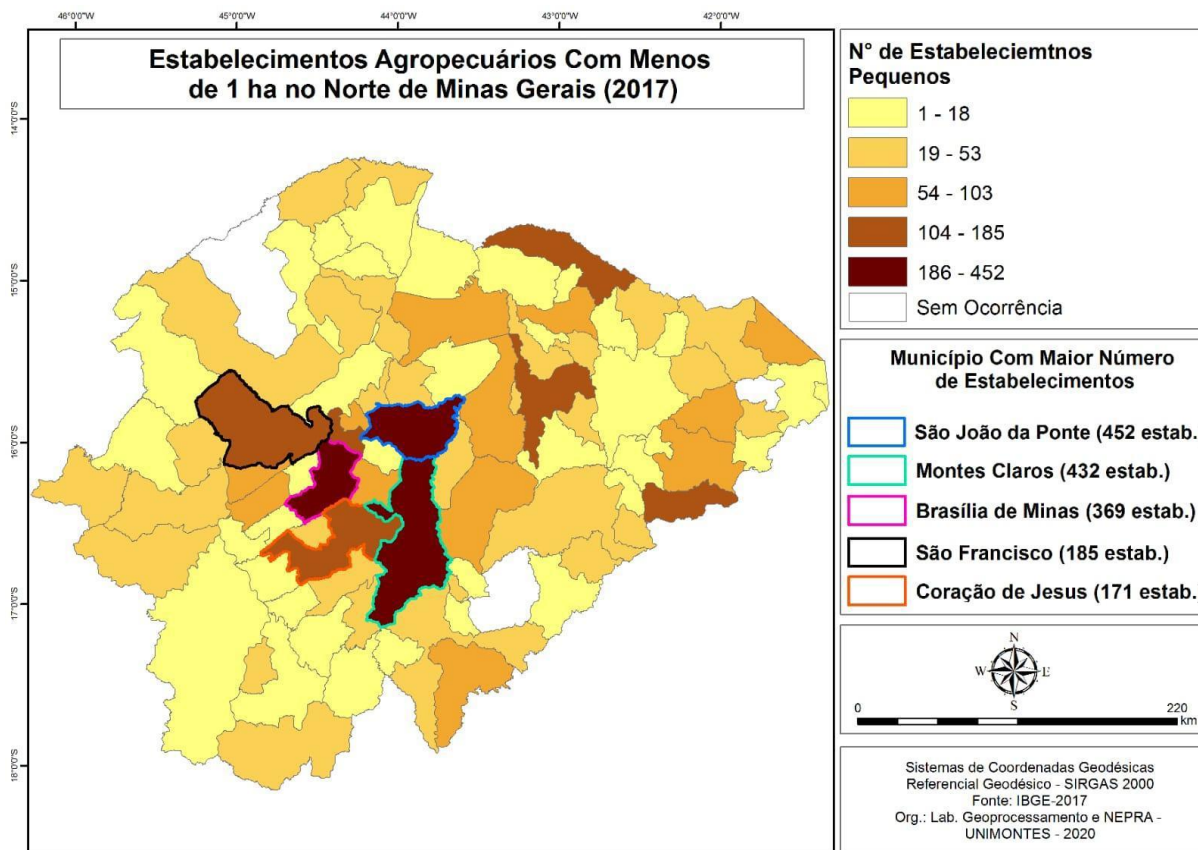 46°0'0"W 45°0'0"W 44°0'0"W 43°0'0"W 42°0'0"W
Estabelecimentos Agropecuários Com Menos
de 1 ha no Norte de Minas Gerais (2017)
14°0'0"S
15°0'0"S
16°0'0"S
17°0'0"S
18°0'0"S
N° de Estabeleciemtnos
Pequenos
1 - 18
19 - 53
54 - 103
104 - 185
186 - 452
Sem Ocorrência
Município Com Maior Número
de Estabelecimentos
São João da Ponte (452 estab.
Montes Claros (432 estab.)
Brasília de Minas (369 estab.)
São Francisco (185 estab.)
Coração de Jesus (171 estab.)
N
W E
S
0 220
km
Sistemas de Coordenadas Geodésicas
Referencial Geodésico - SIRGAS 2000
Fonte: IBGE-2017
Org.: Lab. Geoprocessamento e NEPRA -
UNIMONTES - 2020